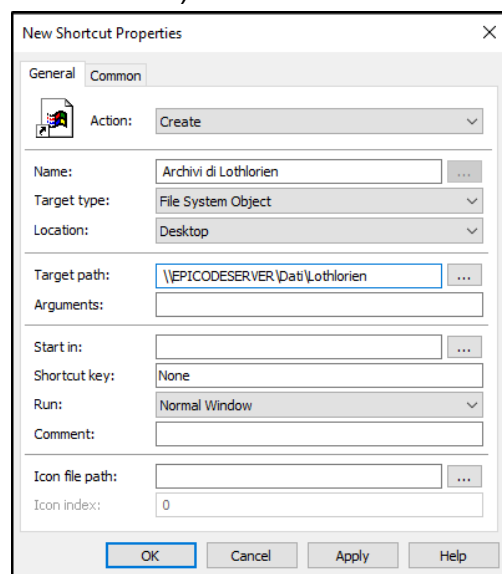 New Shortcut Properties
General Common
Action: Create
Name: Archivi di Lothlorien ...
Target type: File System Object
Location: Desktop
Target path: \\EPICODESERVER\Dati\Lothlorien ...
Arguments:
Start in: ...
Shortcut key: None
Run: Normal Window
Comment:
Icon file path: ...
Icon index: 0
OK Cancel Apply Help